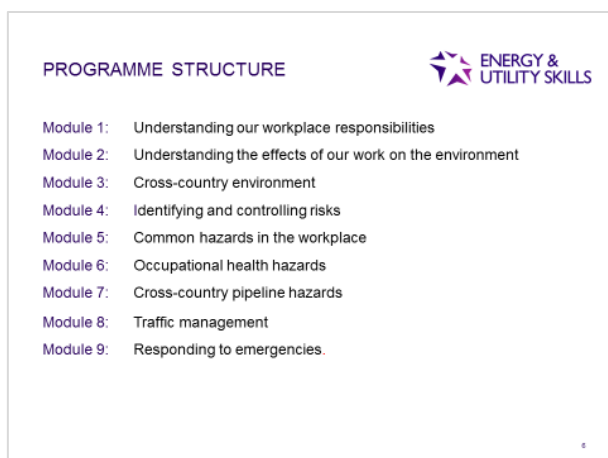 PROGRAMME STRUCTURE
ENERGY &
UTILITY SKILLS
Module 1: Understanding our workplace responsibilities
Module 2: Understanding the effects of our work on the environment
Module 3: Cross-country environment
Module 4: Identifying and controlling risks
Module 5: Common hazards in the workplace
Module 6: Occupational health hazards
Module 7: Cross-country pipeline hazards
Module 8: Traffic management
Module 9: Responding to emergencies.
6